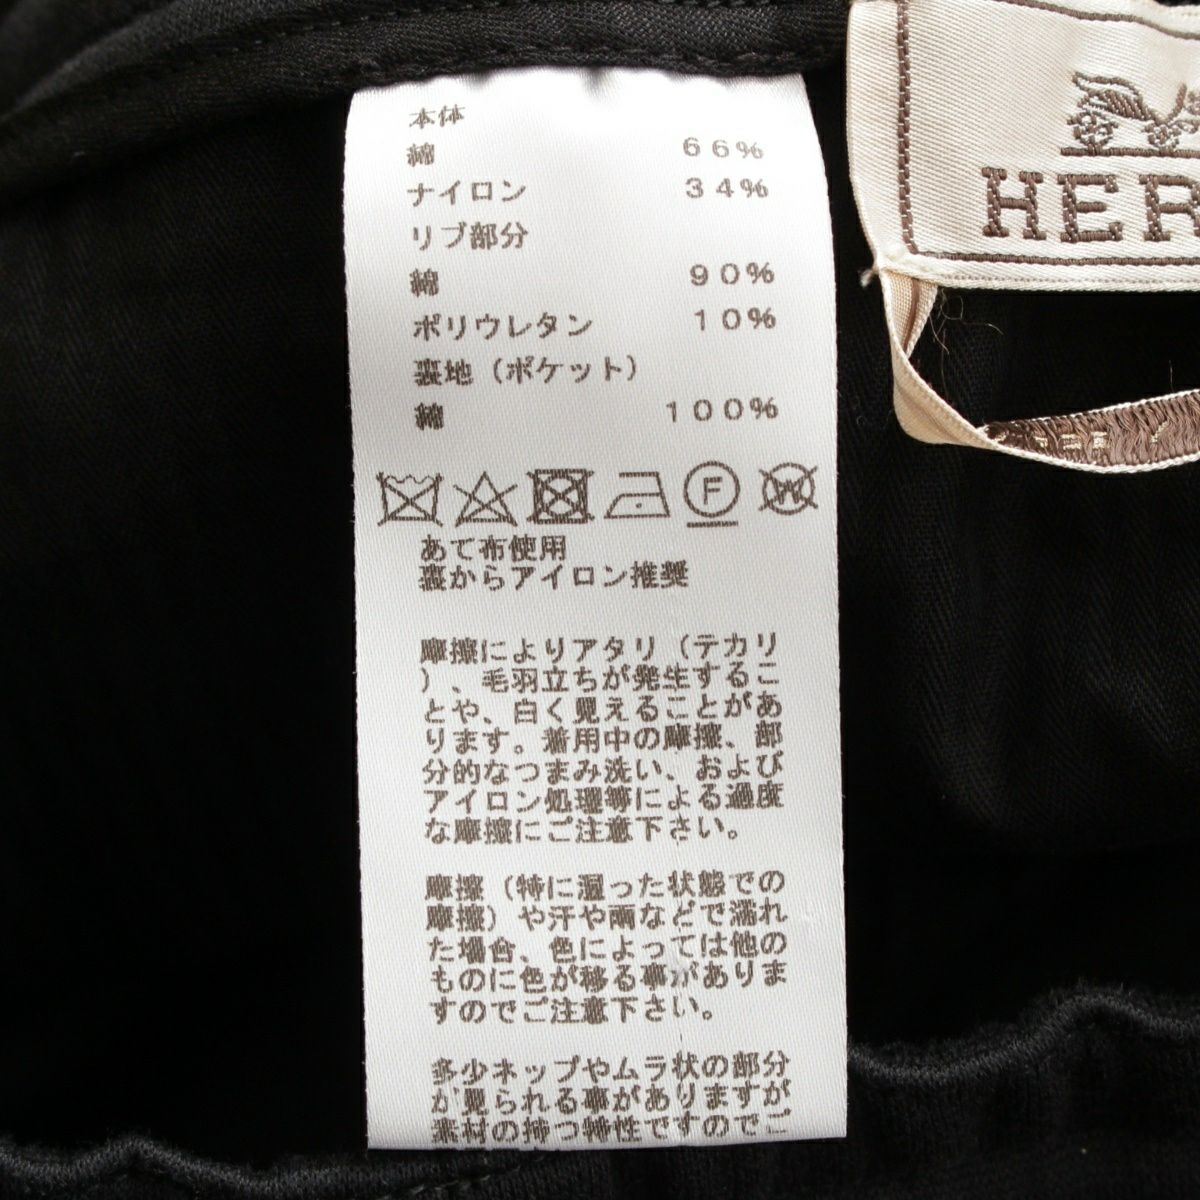 本体
綿 66%
ナイロン 34%
リブ部分
綿 90%
ポリウレタン 10%
裏地(ポケット)
綿 100%
F W
あて布使用
裏からアイロン推奨
摩擦によりアタリ(テカリ
)、毛羽立ちが発生するこ
とや、白く見えることがあ
ります。着用中の摩擦、部
分的なつまみ洗い、および
アイロン処理等による過度
な摩擦にご注意下さい。
摩擦(特に湿った状態での
摩擦)や汗や雨などで濡れ
た場合、色によっては他の
ものに色が移る事がありま
すのでご注意下さい。
多少ネップやムラ状の部分
が見られる事がありますが
素材の持つ特性ですのでご
HER